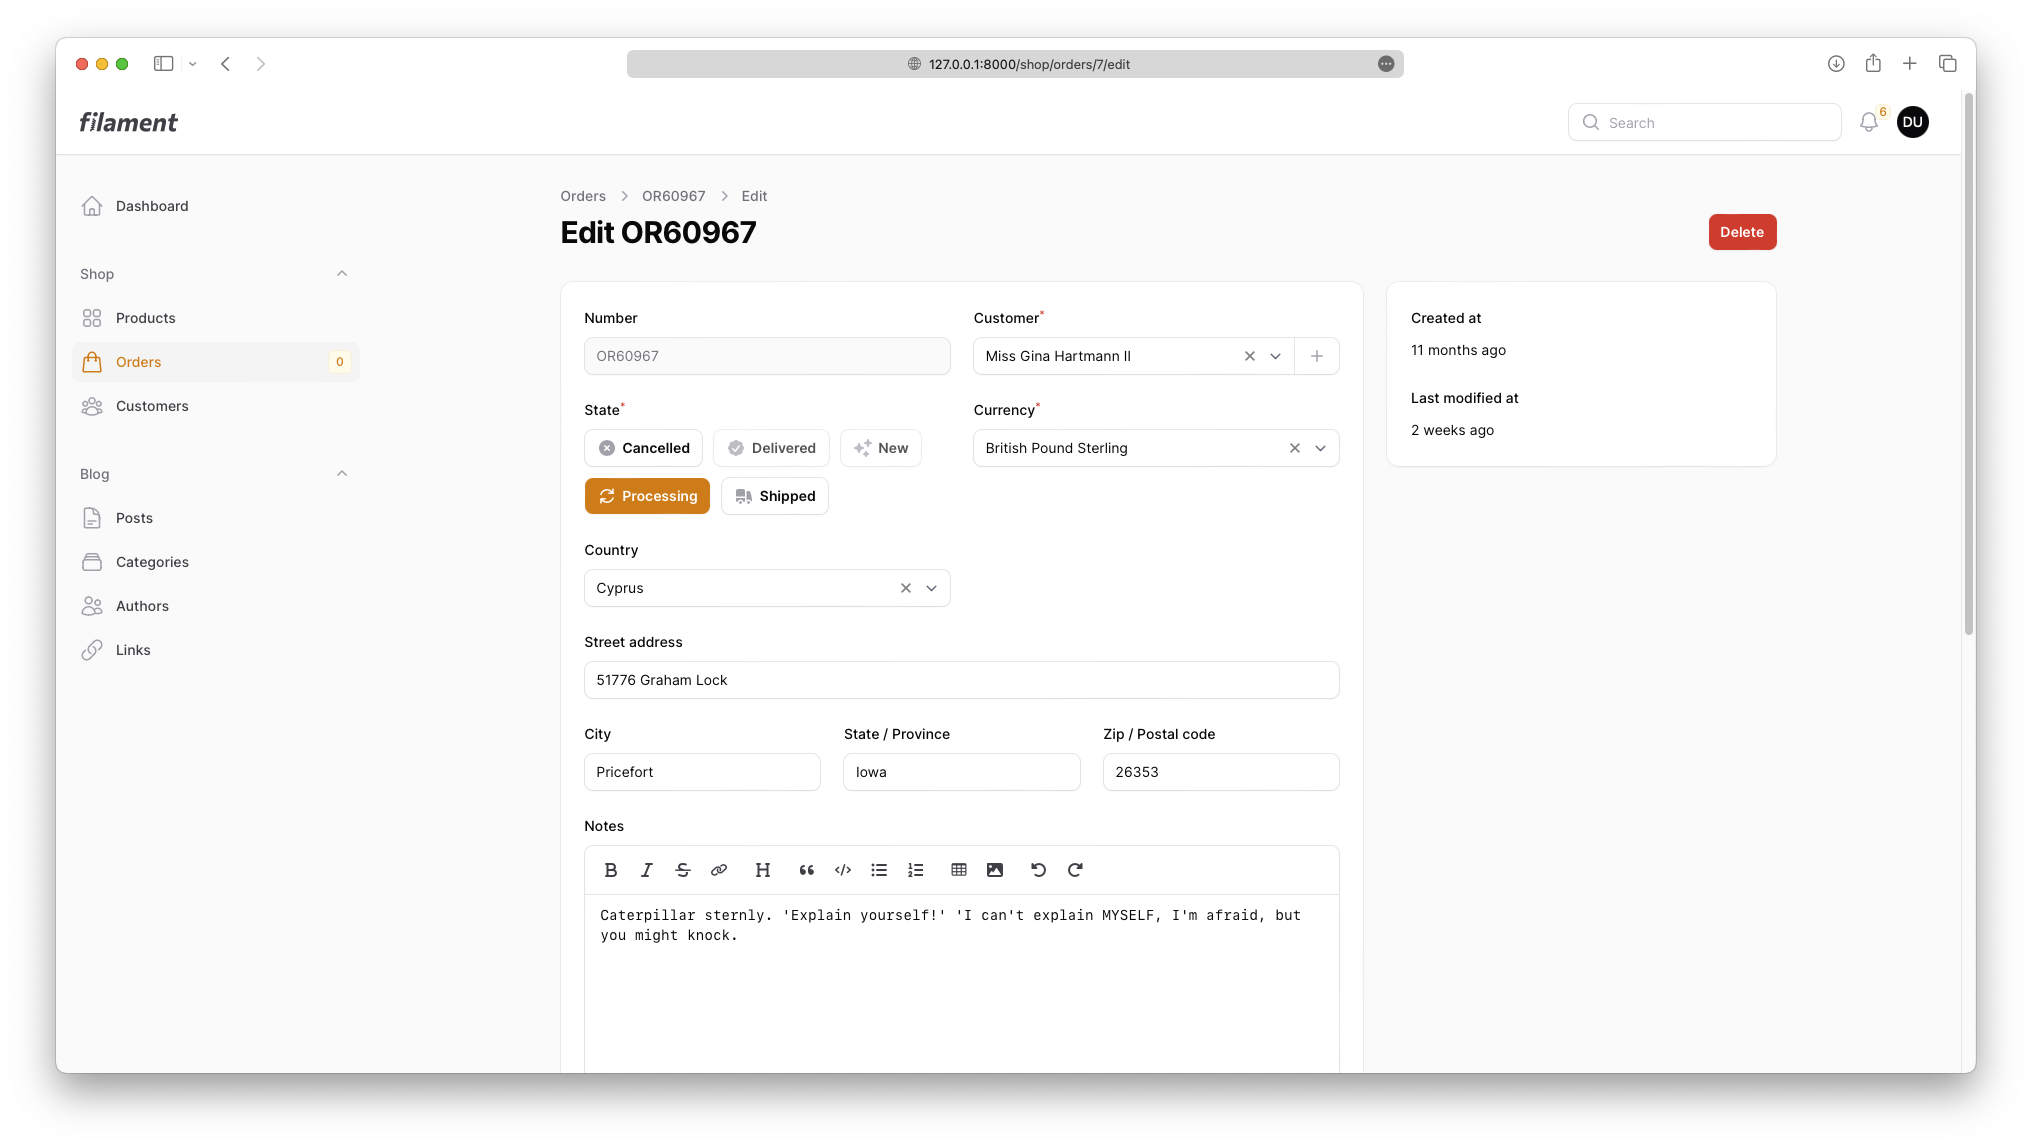 127.0.0.1:8000/shop/orders/7/edit
filament
Search
6
DU
Dashboard
Shop
Products
Orders 0
Customers
Blog
Posts
Categories
Authors
Links
Orders > OR60967 > Edit
Edit OR60967
Delete
Number
OR60967
Customer*
Miss Gina Hartmann II
State*
Cancelled Delivered New
Processing Shipped
Currency*
British Pound Sterling
Country
Cyprus
Street address
51776 Graham Lock
City
Pricefort
State / Province
Iowa
Zip / Postal code
26353
Notes
Caterpillar sternly. 'Explain yourself!' 'I can't explain MYSELF, I'm afraid, but
you might knock.
Created at
11 months ago
Last modified at
2 weeks ago